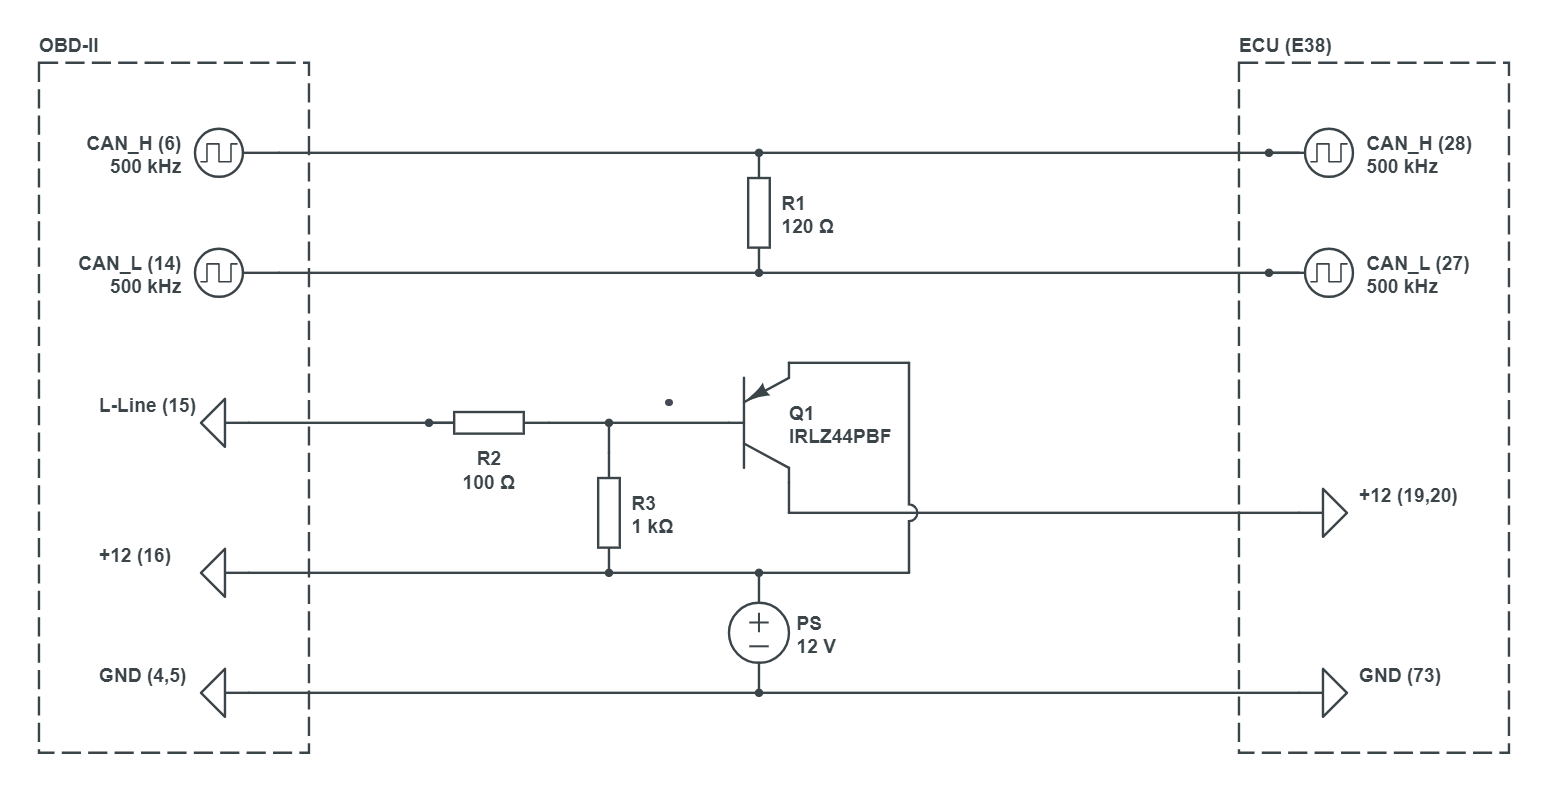 OBD-II
ECU (E38)
CAN_H (6)
500 kHz
CAN_H (28)
500 kHz
R1
120 Ω
CAN_L (14)
500 kHz
CAN_L (27)
500 kHz
L-Line (15)
Q1
IRLZ44PBF
R2
100 Ω
R3
1 kΩ
+12 (19,20)
+12 (16)
PS
12 V
GND (4,5)
GND (73)